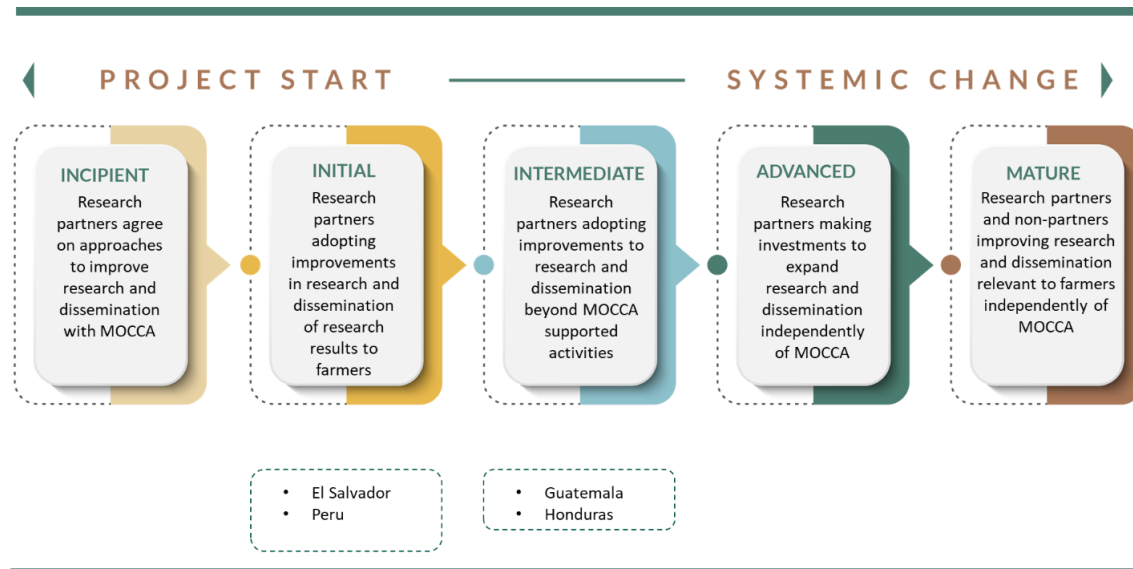 PROJECT START
SYSTEMIC CHANGE
INCIPIENT
Research
partners agree
on approaches
to improve
research and
dissemination
with MOCCA
INITIAL
Research
partners
adopting
improvements
in research and
dissemination
of research
results to
farmers
INTERMEDIATE
Research
partners adopting
improvements to
research and
dissemination
beyond MOCCA
supported
activities
ADVANCED
Research
partners making
investments to
expand
research and
dissemination
independently
of MOCCA
MATURE
Research partners
and non-partners
improving research
and dissemination
relevant to farmers
independently of
MOCCA
• El Salvador
• Peru
• Guatemala
• Honduras